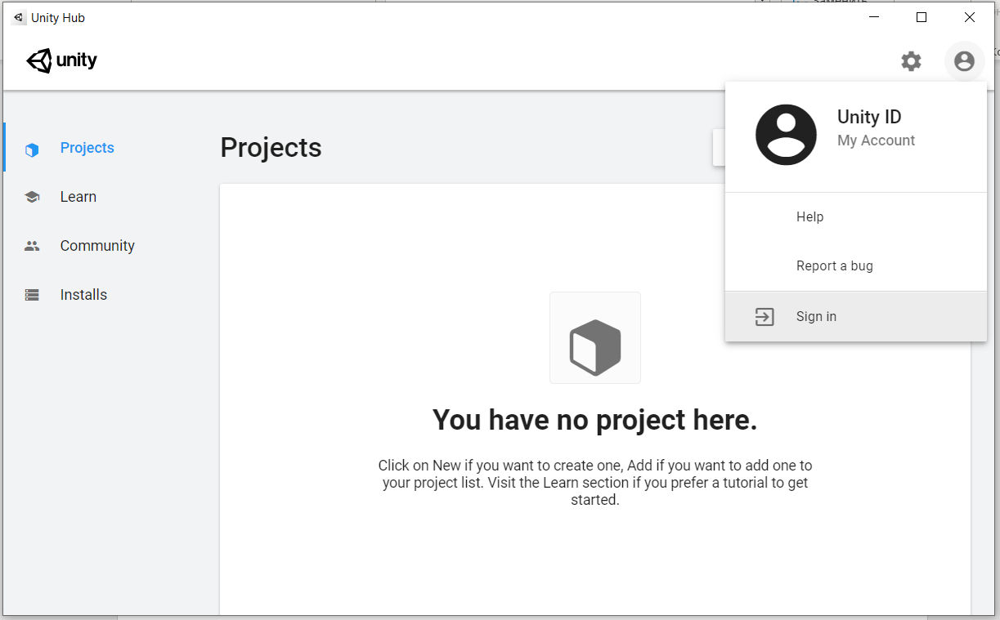 Заменить
Unity Hub
unity
Unity ID
My Account
Projects
Projects
Learn
Help
Community
Report a bug
Installs
Sign in
You have no project here.
Click on New if you want to create one, Add if you want to add one to
your project list. Visit the Learn section if you prefer a tutorial to get
started.